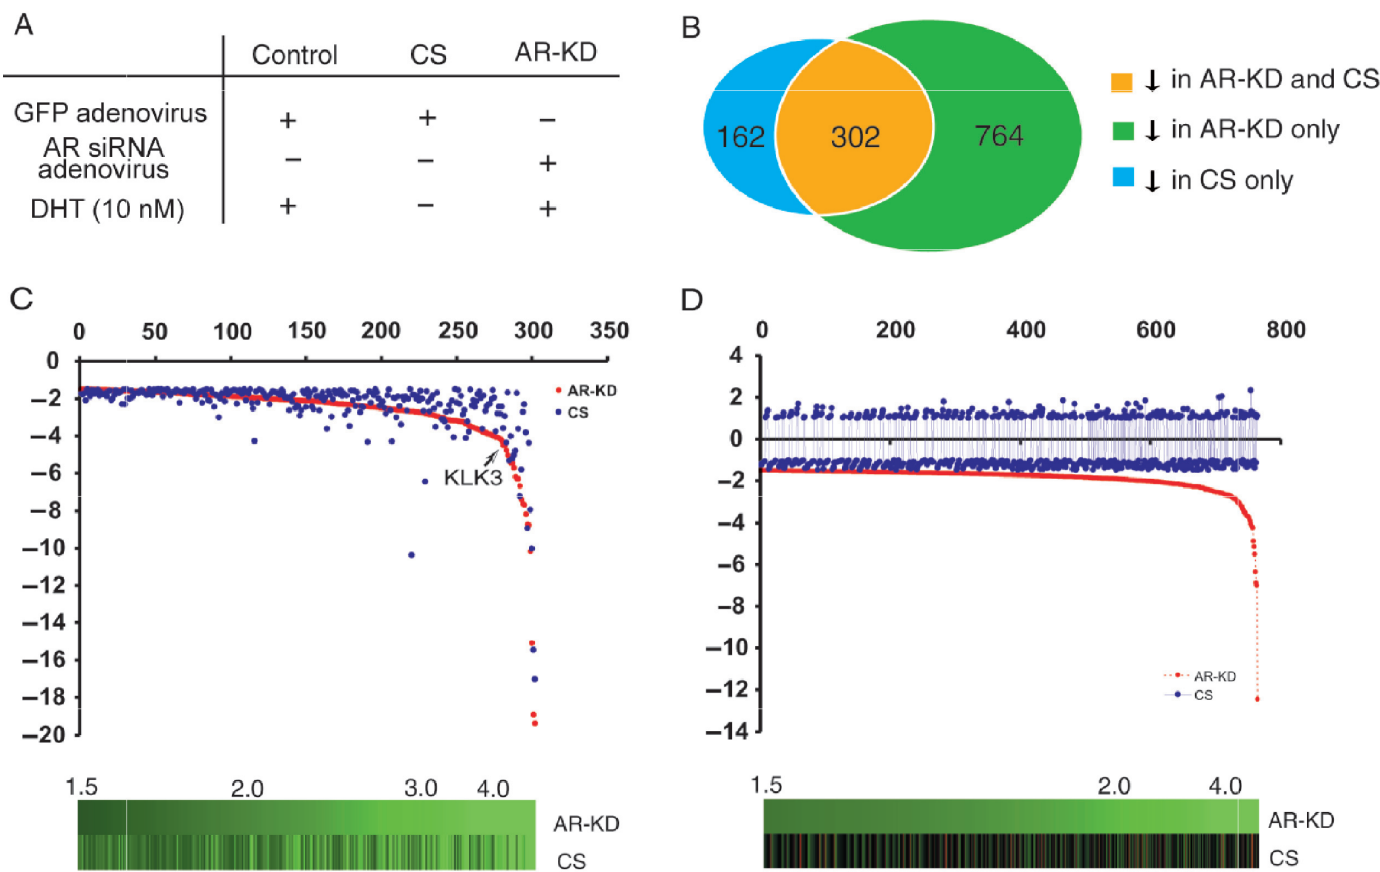 A
Control CS AR-KD
GFP adenovirus + + −
AR siRNA
adenovirus − − +
DHT (10 nM) + − +
B
162 302 764
↓ in AR-KD and CS
↓ in AR-KD only
↓ in CS only
C
0 50 100 150 200 250 300 350
0
−2
−4
−6
−8
−10
−12
−14
−16
−18
−20
AR-KD
CS
KLK3
1.5 2.0 3.0 4.0
AR-KD
CS
D
0 200 400 600 800
4
2
0
−2
−4
−6
−8
−10
−12
−14
AR-KD
CS
1.5 2.0 4.0
AR-KD
CS